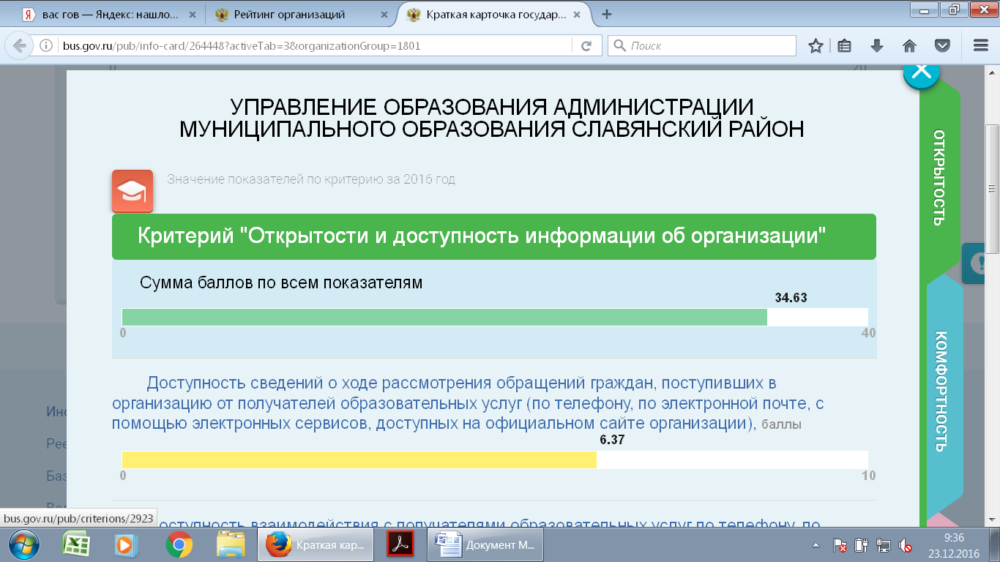 вас гов — Яндекс: нашло...
Рейтинг организаций
Краткая карточка государ...
bus.gov.ru/pub/info-card/264448?activeTab=3&organizationGroup=1801
Поиск
0
20
УПРАВЛЕНИЕ ОБРАЗОВАНИЯ АДМИНИСТРАЦИИ
МУНИЦИПАЛЬНОГО ОБРАЗОВАНИЯ СЛАВЯНСКИЙ РАЙОН
Значение показателей по критерию за 2016 год
Критерий "Открытости и доступность информации об организации"
Сумма баллов по всем показателям
34.63
0
40
Доступность сведений о ходе рассмотрения обращений граждан, поступивших в
организацию от получателей образовательных услуг (по телефону, по электронной почте, с
помощью электронных сервисов, доступных на официальном сайте организации), баллы
6.37
0
10
оступность взаимодействия с получателями образовательных услуг по телефону, по
ОТКРЫТОСТЬ
КОМФОРТНОСТЬ
Рее
Баз
bus.gov.ru/pub/criterions/2923
Краткая кар...
Документ M...
9:36
23.12.2016